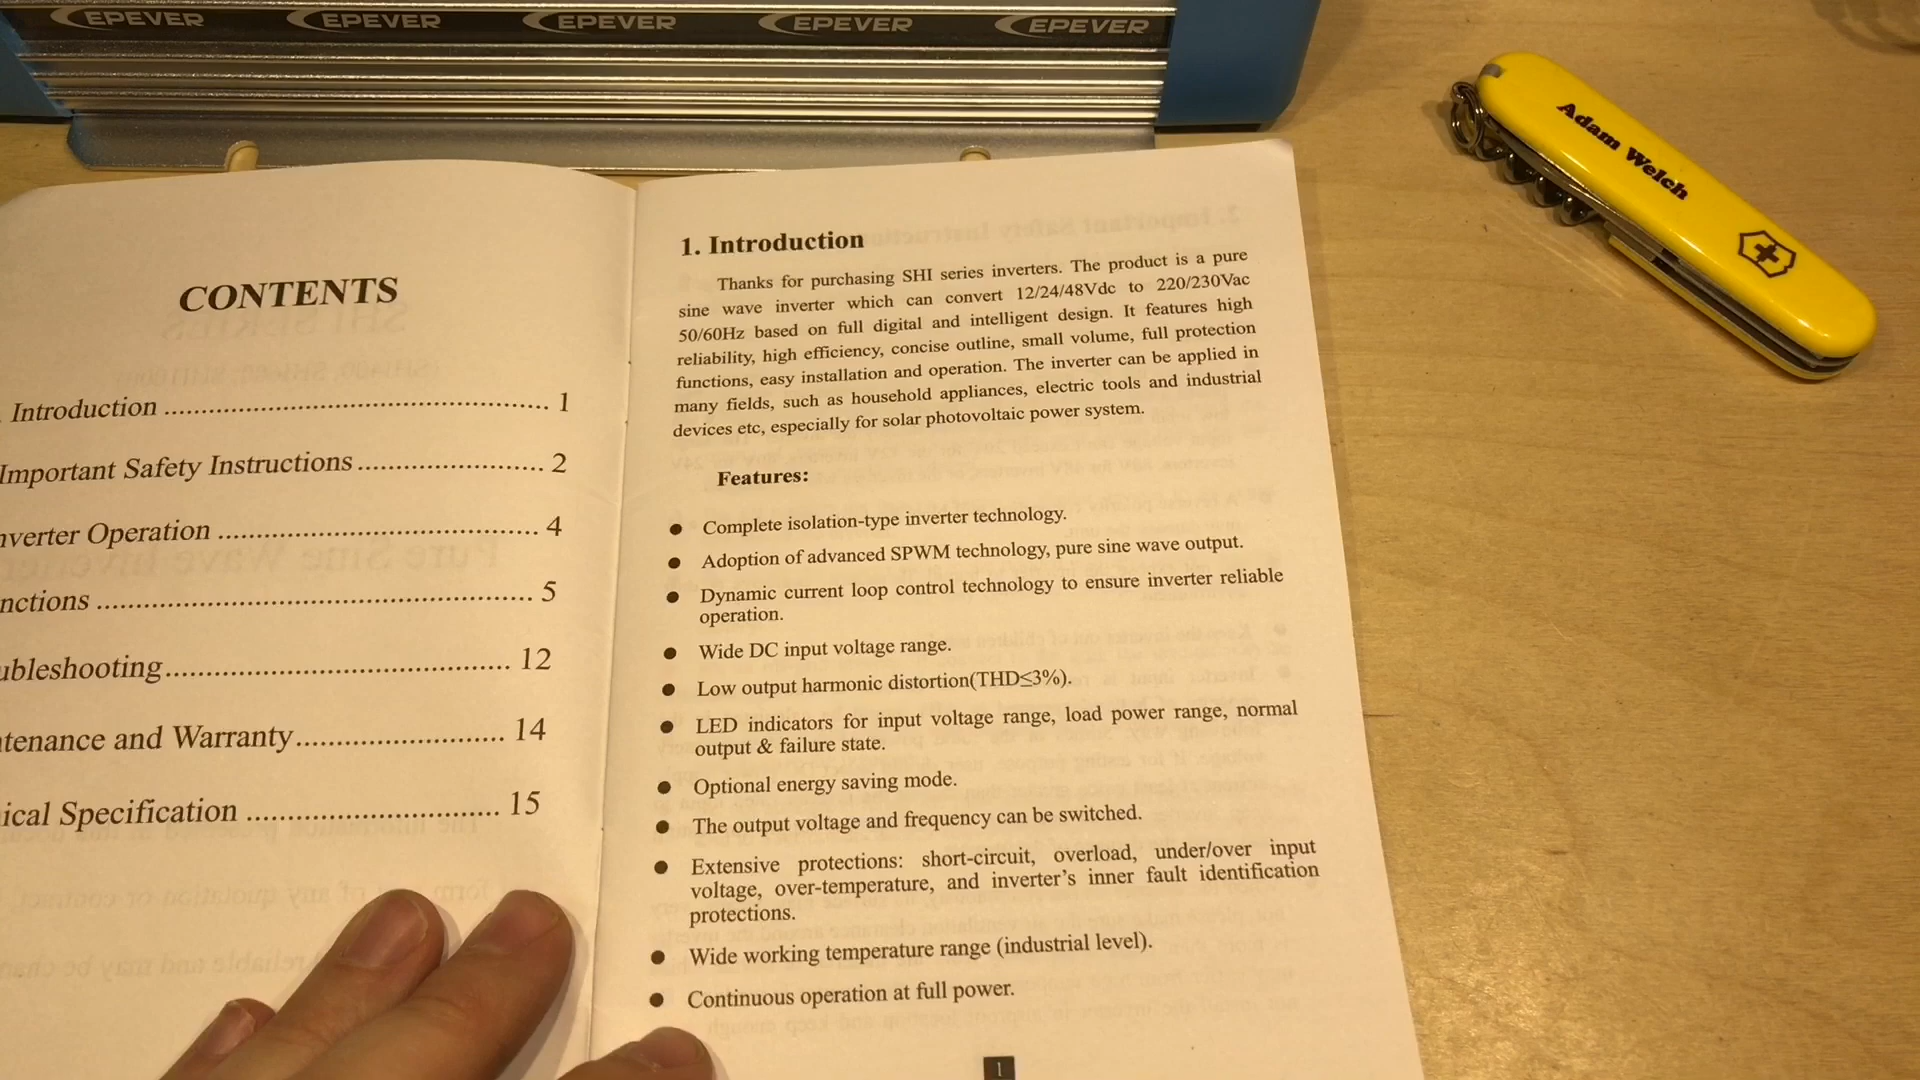 EPEVER EPEVER EPEVER EPEVER EPEVER
Adam Welch
CONTENTS
Introduction ................................................ 1
Important Safety Instructions ....................... 2
nverter Operation ........................................ 4
nctions ....................................................... 5
ubleshooting ............................................... 12
tenance and Warranty ............................ 14
ical Specification ................................... 15
1. Introduction
Thanks for purchasing SHI series inverters. The product is a pure
sine wave inverter which can convert 12/24/48Vdc to 220/230Vac
50/60Hz based on full digital and intelligent design. It features high
reliability, high efficiency, concise outline, small volume, full protection
functions, easy installation and operation. The inverter can be applied in
many fields, such as household appliances, electric tools and industrial
devices etc, especially for solar photovoltaic power system.
Features:
● Complete isolation-type inverter technology.
● Adoption of advanced SPWM technology, pure sine wave output.
● Dynamic current loop control technology to ensure inverter reliable
operation.
● Wide DC input voltage range.
● Low output harmonic distortion(THD≤3%).
● LED indicators for input voltage range, load power range, normal
output & failure state.
● Optional energy saving mode.
● The output voltage and frequency can be switched.
● Extensive protections: short-circuit, overload, under/over input
voltage, over-temperature, and inverter's inner fault identification
protections.
● Wide working temperature range (industrial level).
● Continuous operation at full power.
1